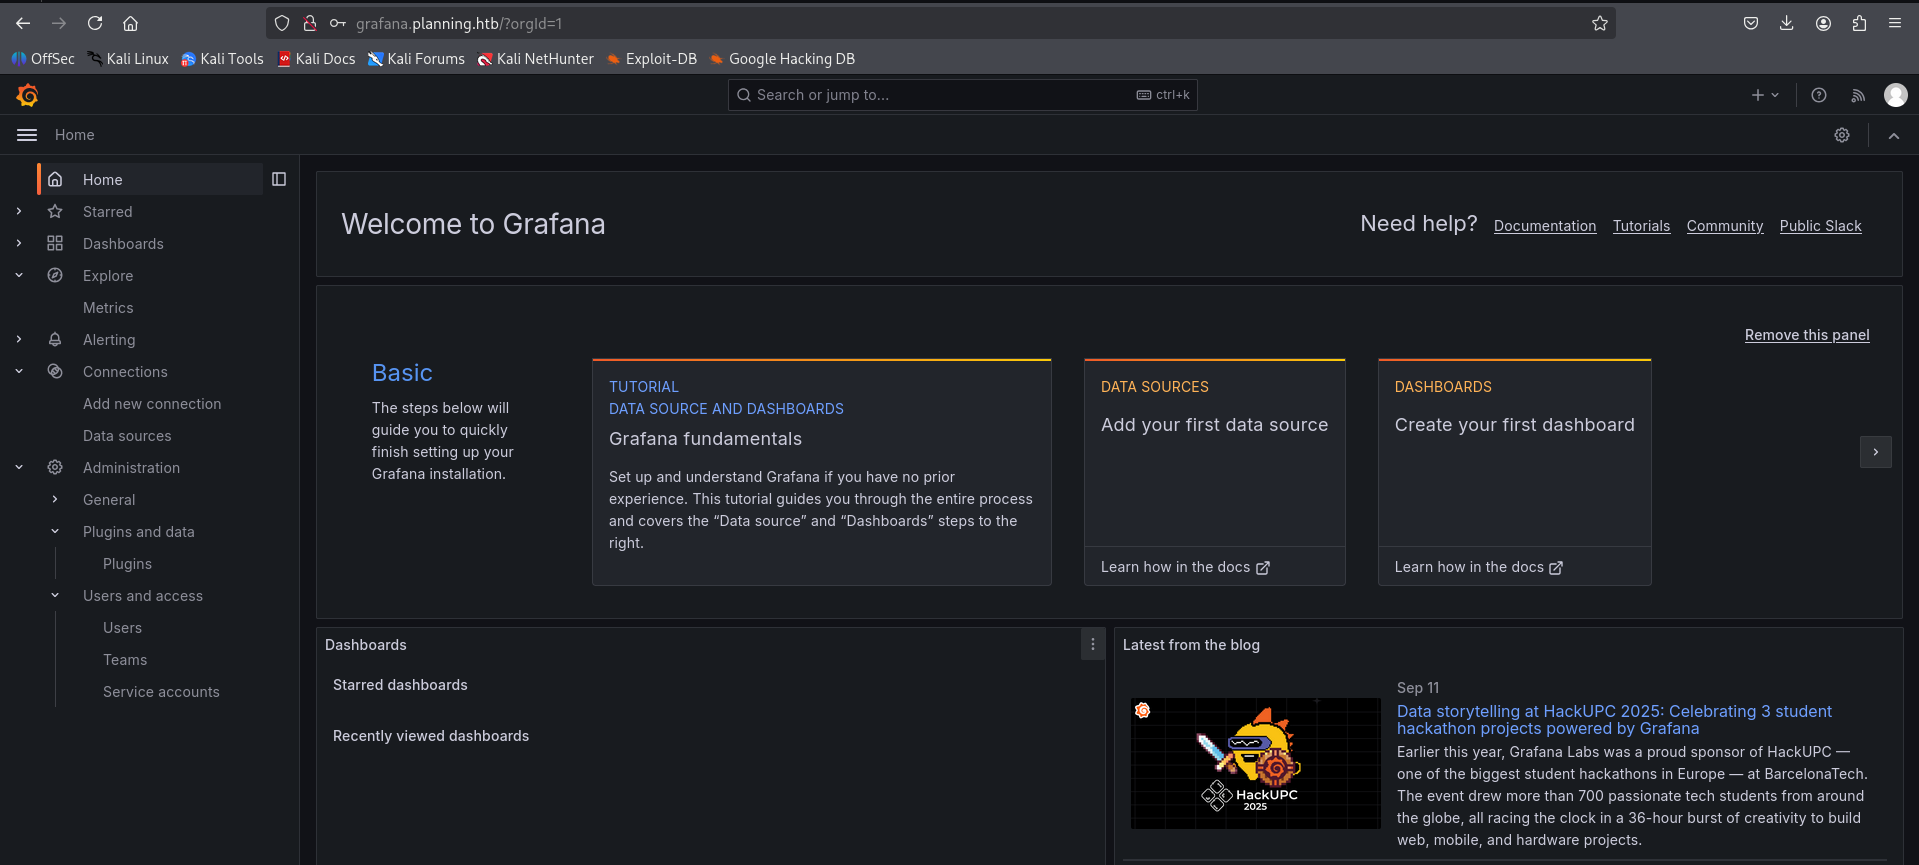 grafana.planning.htb/?orgId=1
OffSec Kali Linux Kali Tools Kali Docs Kali Forums Kali NetHunter Exploit-DB Google Hacking DB
Search or jump to... ctrl+k
Home
Home
Starred
Dashboards
Explore
Metrics
Alerting
Connections
Add new connection
Data sources
Administration
General
Plugins and data
Plugins
Users and access
Users
Teams
Service accounts
Welcome to Grafana
Need help? Documentation Tutorials Community Public Slack
Remove this panel
Basic
The steps below will
guide you to quickly
finish setting up your
Grafana installation.
TUTORIAL
DATA SOURCE AND DASHBOARDS
Grafana fundamentals
Set up and understand Grafana if you have no prior
experience. This tutorial guides you through the entire process
and covers the “Data source” and “Dashboards” steps to the
right.
DATA SOURCES
Add your first data source
Learn how in the docs
DASHBOARDS
Create your first dashboard
Learn how in the docs
Dashboards
Starred dashboards
Recently viewed dashboards
Latest from the blog
HackUPC
2025
Sep 11
Data storytelling at HackUPC 2025: Celebrating 3 student
hackathon projects powered by Grafana
Earlier this year, Grafana Labs was a proud sponsor of HackUPC —
one of the biggest student hackathons in Europe — at BarcelonaTech.
The event drew more than 700 passionate tech students from around
the globe, all racing the clock in a 36-hour burst of creativity to build
web, mobile, and hardware projects.